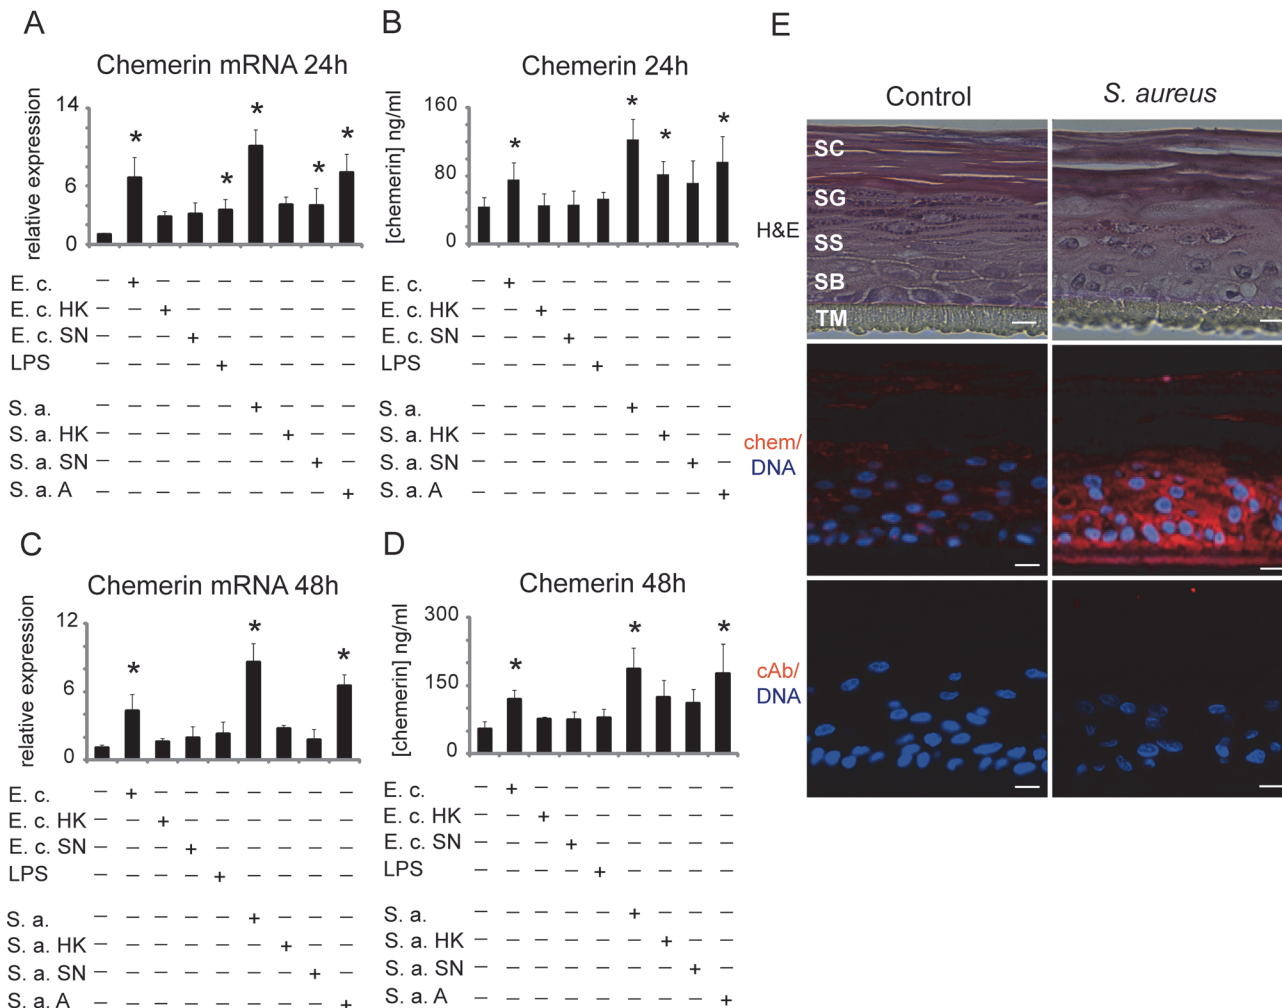 A
Chemerin mRNA 24h
relative expression
14
6
0
*
*
*
*
*
E. c. – + – – – – – – –
E. c. HK – – + – – – – – –
E. c. SN – – – + – – – – –
LPS – – – – + – – – –
S. a. – – – – – + – – –
S. a. HK – – – – – – + – –
S. a. SN – – – – – – – + –
S. a. A – – – – – – – – +
B
Chemerin 24h
[chemerin] ng/ml
160
80
0
*
*
*
*
E. c. – + – – – – – – –
E. c. HK – – + – – – – – –
E. c. SN – – – + – – – – –
LPS – – – – + – – – –
S. a. – – – – – + – – –
S. a. HK – – – – – – + – –
S. a. SN – – – – – – – + –
S. a. A – – – – – – – – +
C
Chemerin mRNA 48h
relative expression
12
6
0
*
*
*
E. c. – + – – – – – – –
E. c. HK – – + – – – – – –
E. c. SN – – – + – – – – –
LPS – – – – + – – – –
S. a. – – – – – + – – –
S. a. HK – – – – – – + – –
S. a. SN – – – – – – – + –
S. a. A – – – – – – – – +
D
Chemerin 48h
[chemerin] ng/ml
300
150
0
*
*
*
E. c. – + – – – – – – –
E. c. HK – – + – – – – – –
E. c. SN – – – + – – – – –
LPS – – – – + – – – –
S. a. – – – – – + – – –
S. a. HK – – – – – – + – –
S. a. SN – – – – – – – + –
S. a. A – – – – – – – – +
E
Control
S. aureus
H&E
SC
SG
SS
SB
TM
chem/
DNA
cAb/
DNA